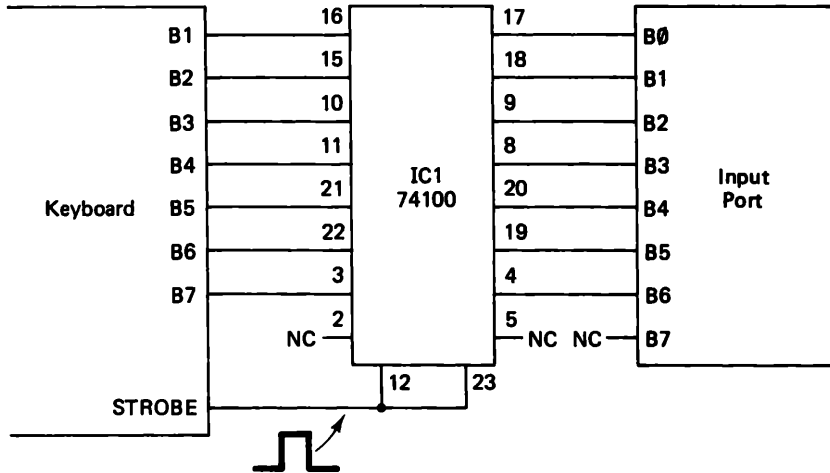 16 17
B1 B0
15 18
B2 B1
10 9
B3 B2
11 8
B4 IC1 B3
74100
21 20 Input
Keyboard B5 B4 Port
22 19
B6 B5
3 4
B7 B6
2 5
NC NC NC B7
12 23
STROBE